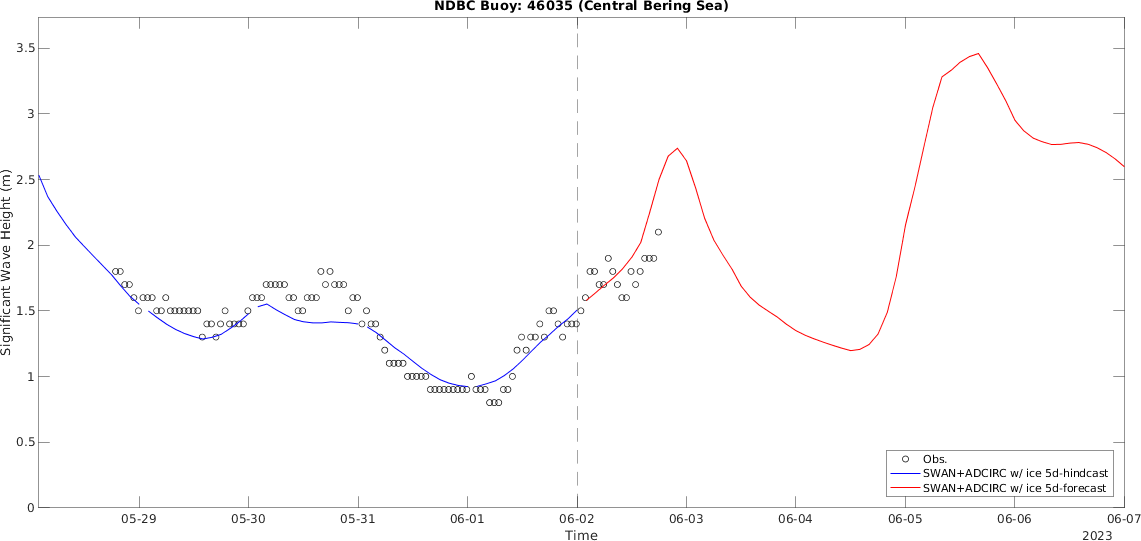 NDBC Buoy: 46035 (Central Bering Sea)
3.5
3
2.5
2
1.5
1
0.5
0
Significant Wave Height (m)
Obs.
SWAN+ADCIRC w/ ice 5d-hindcast
SWAN+ADCIRC w/ ice 5d-forecast
05-29 05-30 05-31 06-01 06-02 06-03 06-04 06-05 06-06 06-07
Time
2023